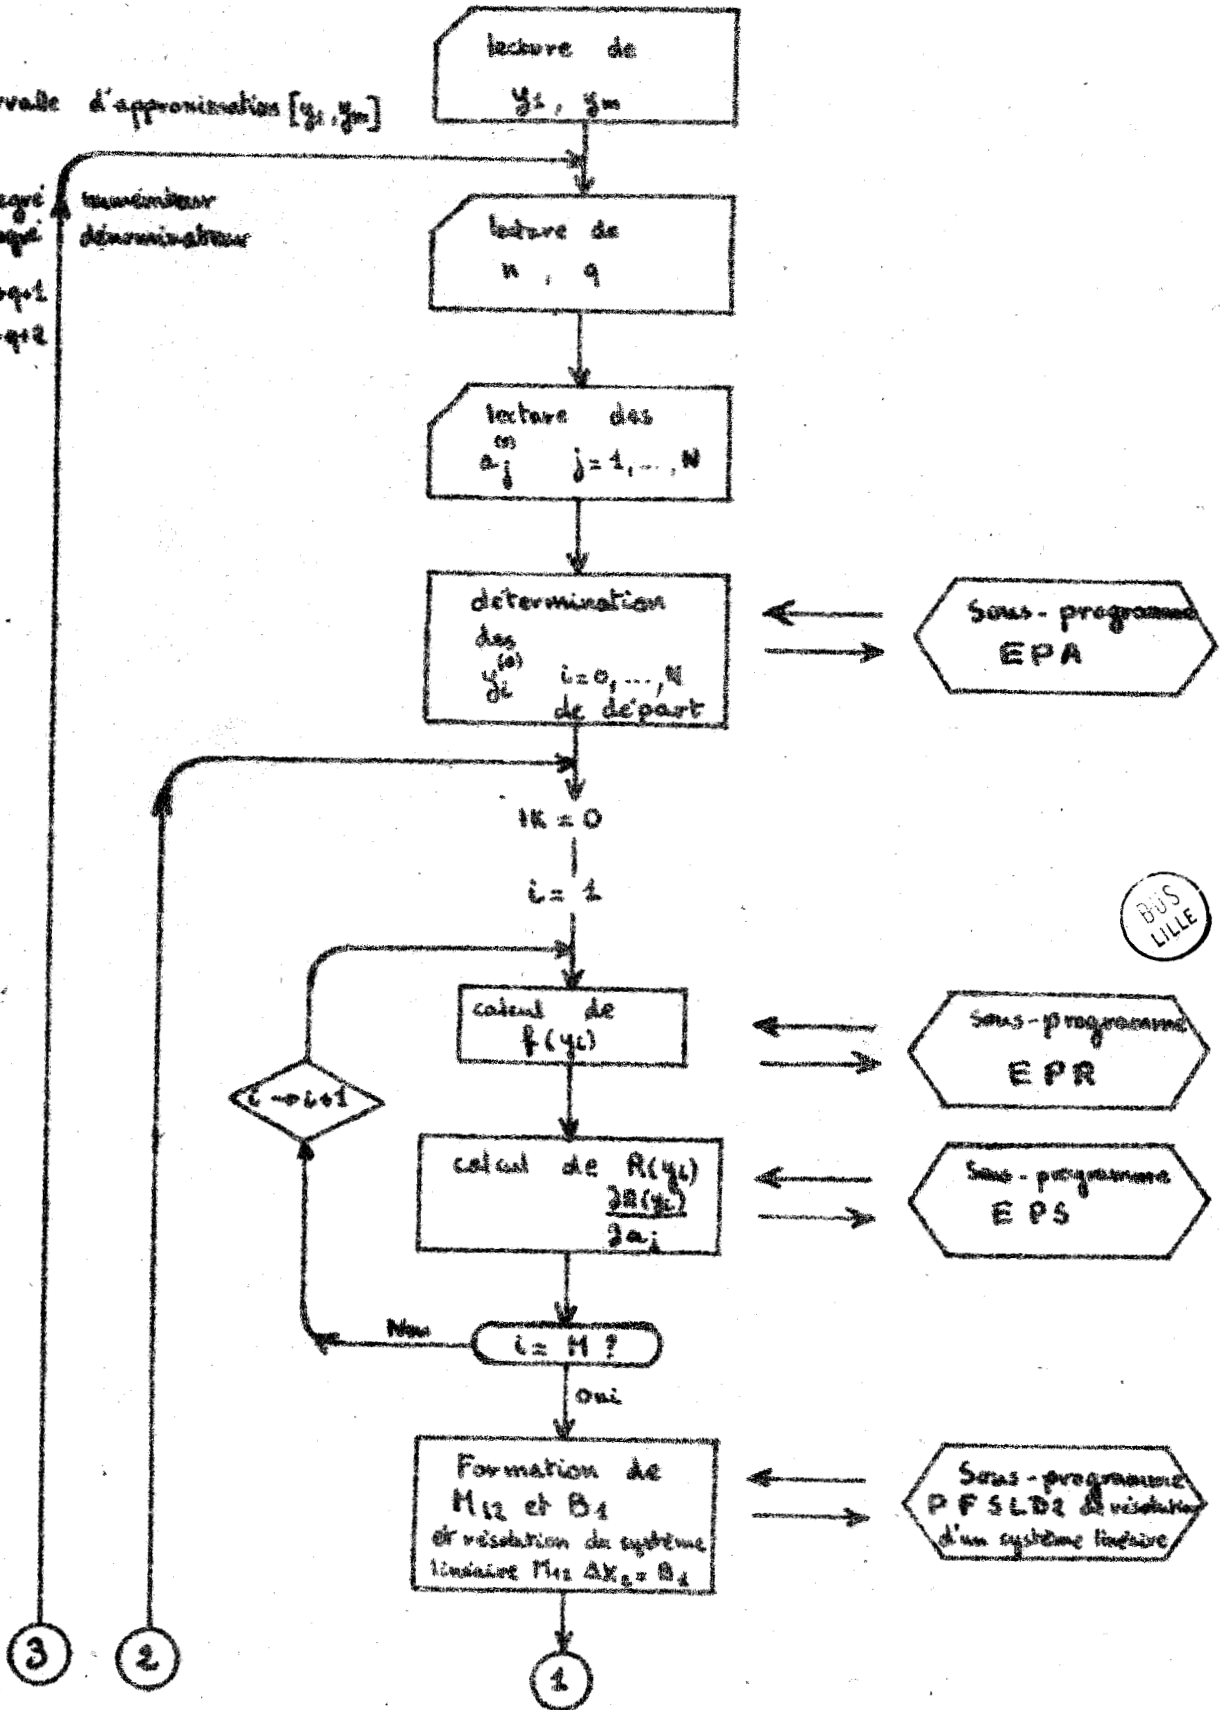 lecture de
y1, ym
d'approximation [y1, ym]
numérateur
dénominateur
+q+1
+q+2
lecture de
n , q
lecture des
aj(0) j = 1, ..., N
détermination
des
yi(0) i = 0, ..., N
de départ
Sous-programme
EPA
IK = 0
i = 1
BUS
LILLE
calcul de
f(yi)
Sous-programme
EPR
i → i+1
calcul de R(yi)
∂R(yi)
∂aj
Sous-programme
EPS
Non
i = M ?
oui
Formation de
M12 et B1
et résolution du système
linéaire M12 ΔX2 = B1
Sous-programme
PFSLD2 de résolution
d'un système linéaire
3
2
1